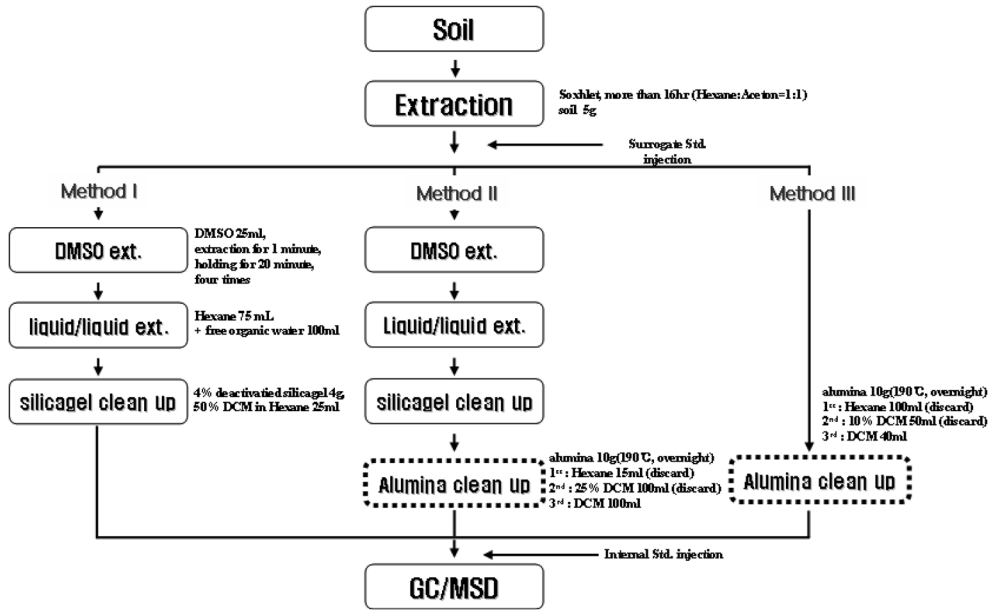 Soil
Extraction
Soxhlet, more than 16hr (Hexane:Aceton=1:1)
soil 5g
Surrogate Std.
injection
Method I
Method II
Method III
DMSO ext.
DMSO 25ml,
extraction for 1 minute,
holding for 20 minute,
four times
DMSO ext.
liquid/liquid ext.
Hexane 75 mL
+ free organic water 100ml
Liquid/liquid ext.
silicagel clean up
4% deactivatied silicagel 4g,
50% DCM in Hexane 25ml
silicagel clean up
alumina 10g(190℃, overnight)
1st : Hexane 100ml (discard)
2nd : 10% DCM 50ml (discard)
3rd : DCM 40ml
Alumina clean up
alumina 10g(190℃, overnight)
1st : Hexane 15ml (discard)
2nd : 25% DCM 100ml (discard)
3rd : DCM 100ml
Alumina clean up
Internal Std. injection
GC/MSD